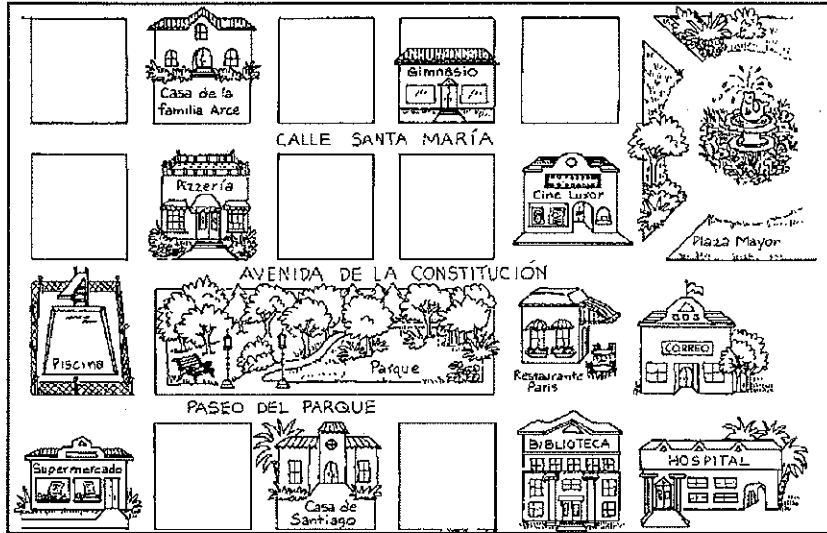 Casa de la
familia Arce
Gimnasio
CALLE SANTA MARÍA
Pizzería
Cine Luxor
Plaza Mayor
AVENIDA DE LA CONSTITUCIÓN
Piscina
Parque
Restaurante
París
CORREO
PASEO DEL PARQUE
Supermercado
Casa de
Santiago
BIBLIOTECA
HOSPITAL